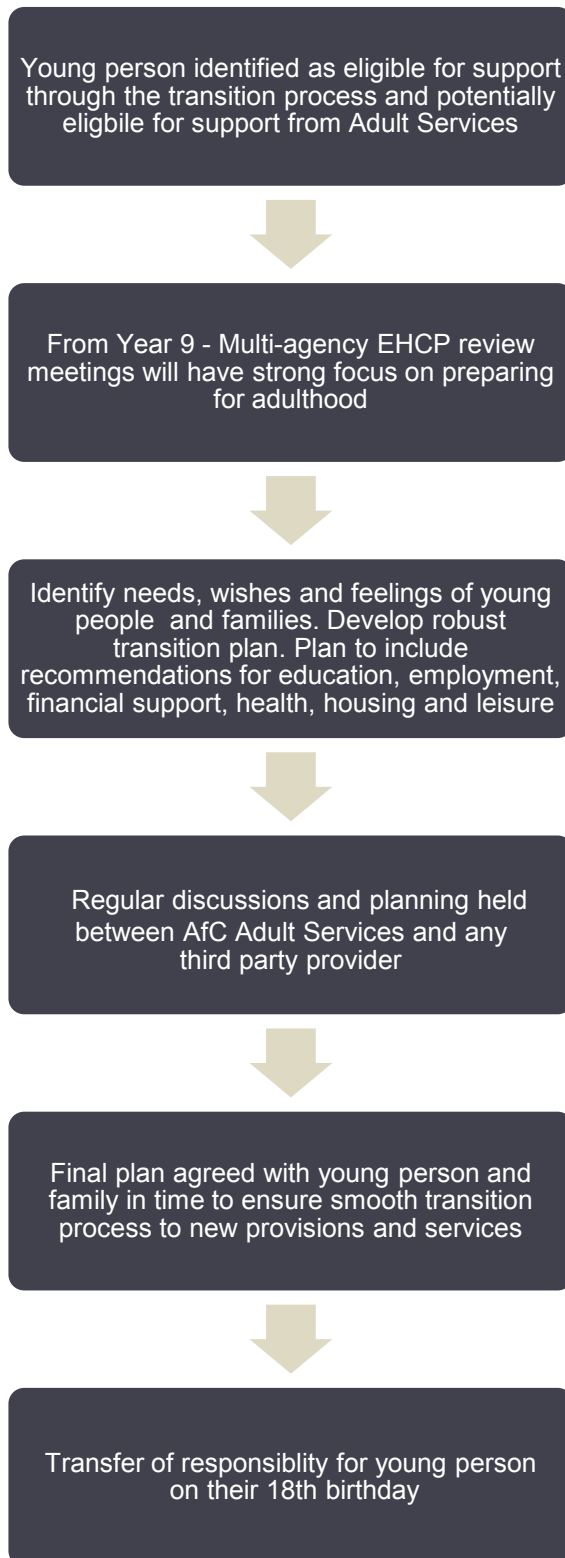 Young person identified as eligible for support
through the transition process and potentially
eligbile for support from Adult Services
From Year 9 - Multi-agency EHCP review
meetings will have strong focus on preparing
for adulthood
Identify needs, wishes and feelings of young
people and families. Develop robust
transition plan. Plan to include
recommendations for education, employment,
financial support, health, housing and leisure
Regular discussions and planning held
between AfC Adult Services and any
third party provider
Final plan agreed with young person and
family in time to ensure smooth transition
process to new provisions and services
Transfer of responsiblity for young person
on their 18th birthday